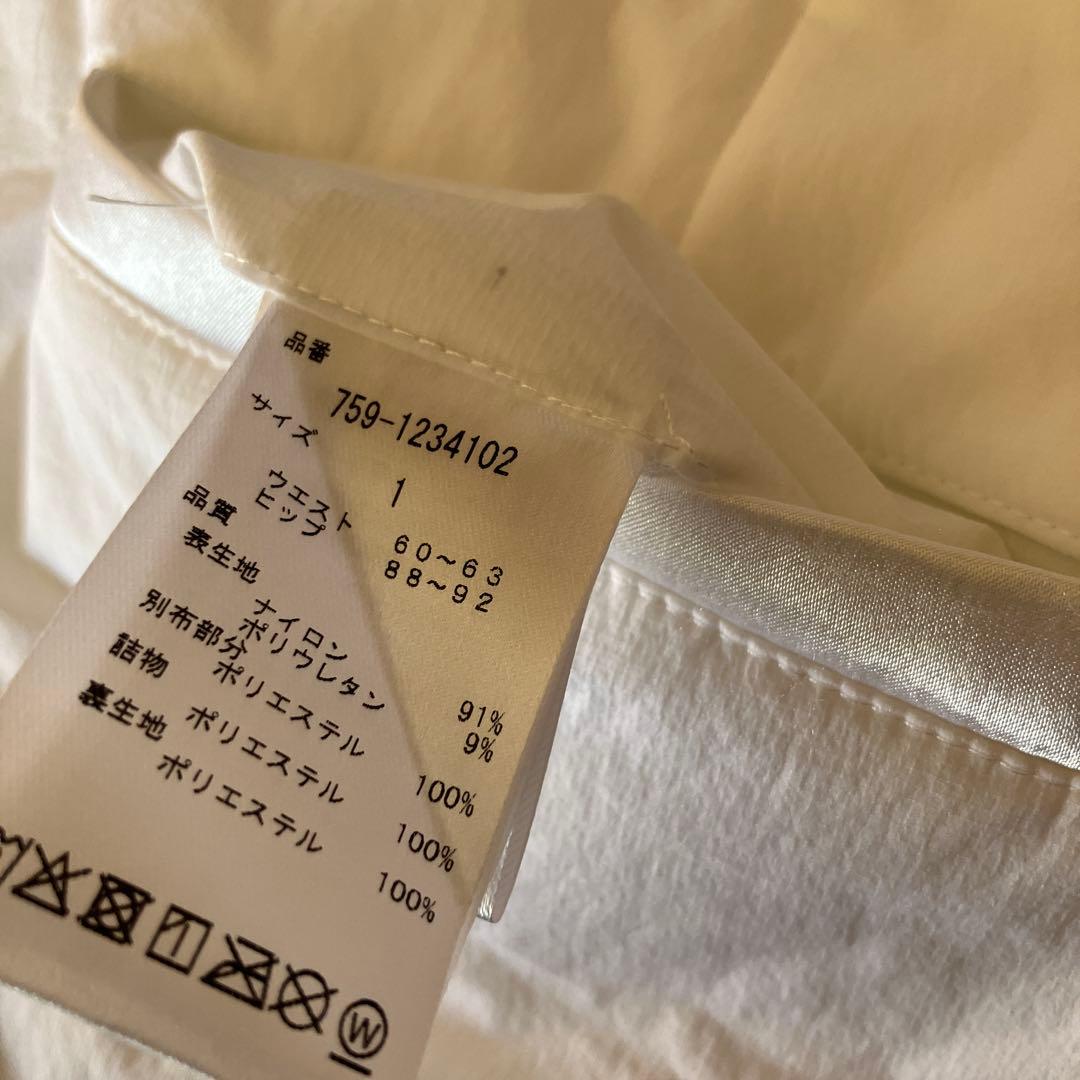 品番
759-1234102
サイズ
1
ウエスト 60~63
ヒップ 88~92
品質
表生地
ナイロン 91%
ポリウレタン 9%
別布部分
ポリエステル 100%
詰物
ポリエステル 100%
裏生地
ポリエステル 100%
W